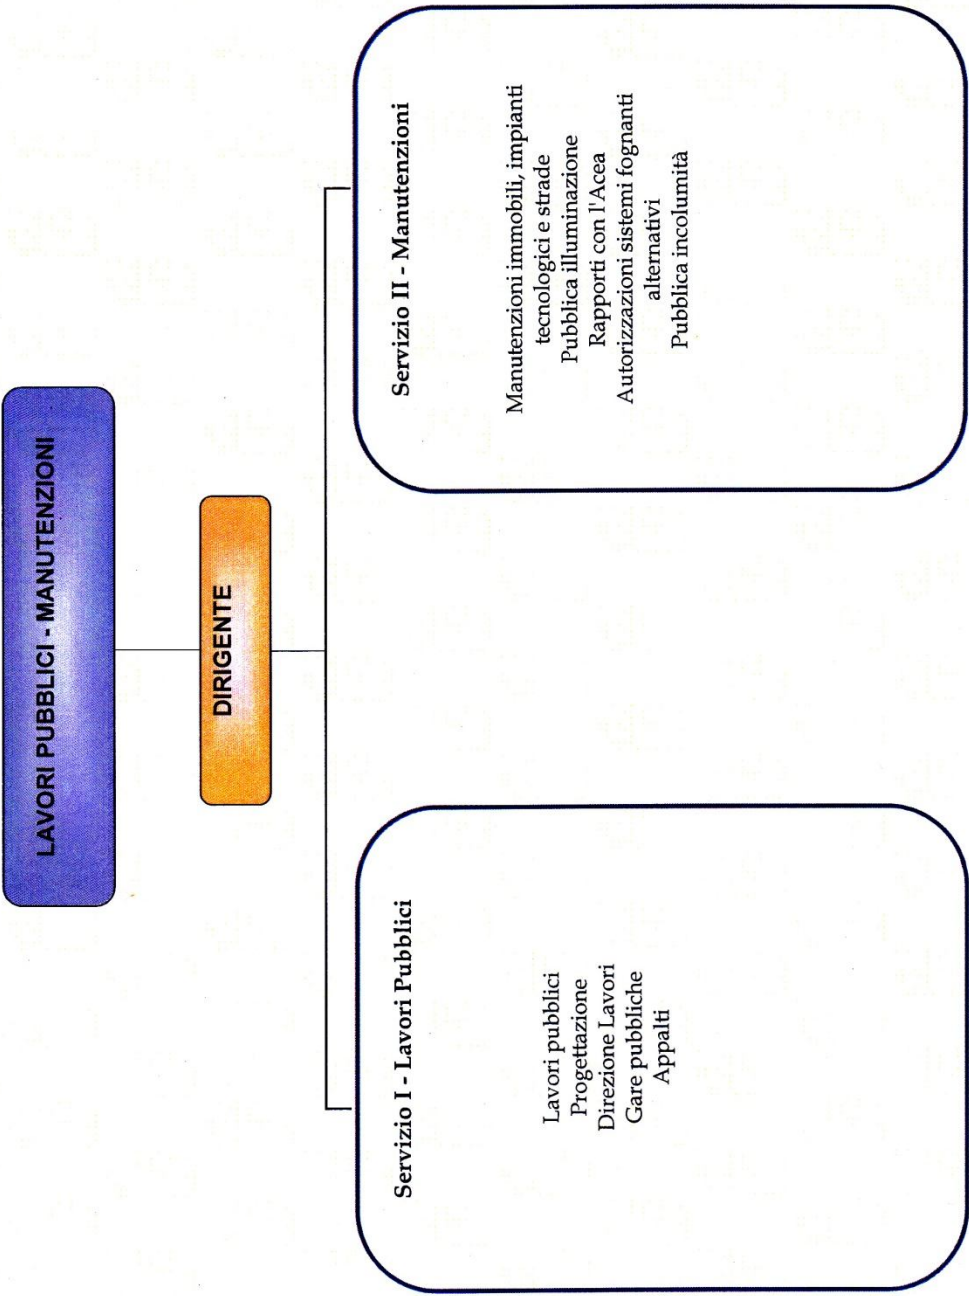 LAVORI PUBBLICI - MANUTENZIONI
DIRIGENTE
Servizio I - Lavori Pubblici
Lavori pubblici
Progettazione
Direzione Lavori
Gare pubbliche
Appalti
Servizio II - Manutenzioni
Manutenzioni immobili, impianti
tecnologici e strade
Pubblica illuminazione
Rapporti con l'Acea
Autorizzazioni sistemi fognanti
alternativi
Pubblica incolumità